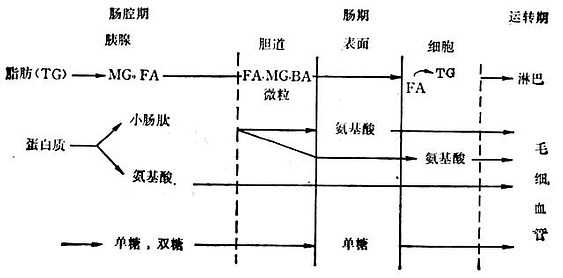 肠腔期 肠期 运转期
胰腺 胆道 表面 细胞
脂肪(TG) MG,FA FA·MG·BA FA TG 淋巴
微粒
小肠肽 氨基酸
蛋白质 氨基酸 毛
氨基酸 细
血
单糖，双糖 单糖 管